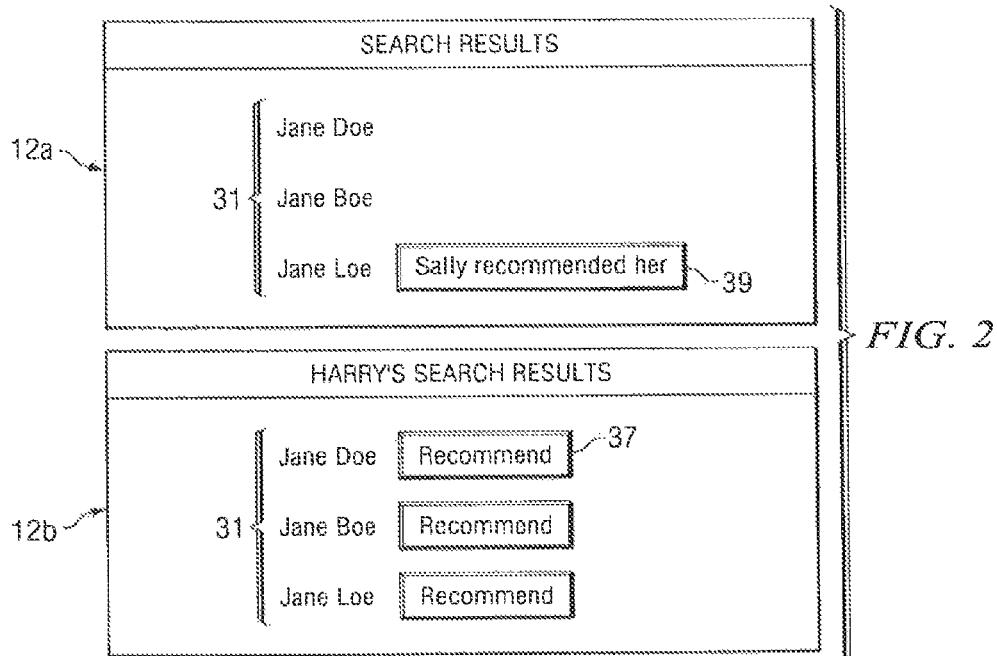 SEARCH RESULTS
12a
31
Jane Doe
Jane Boe
Jane Loe Sally recommended her
39
FIG. 2
HARRY'S SEARCH RESULTS
12b
31
Jane Doe Recommend
37
Jane Boe Recommend
Jane Loe Recommend